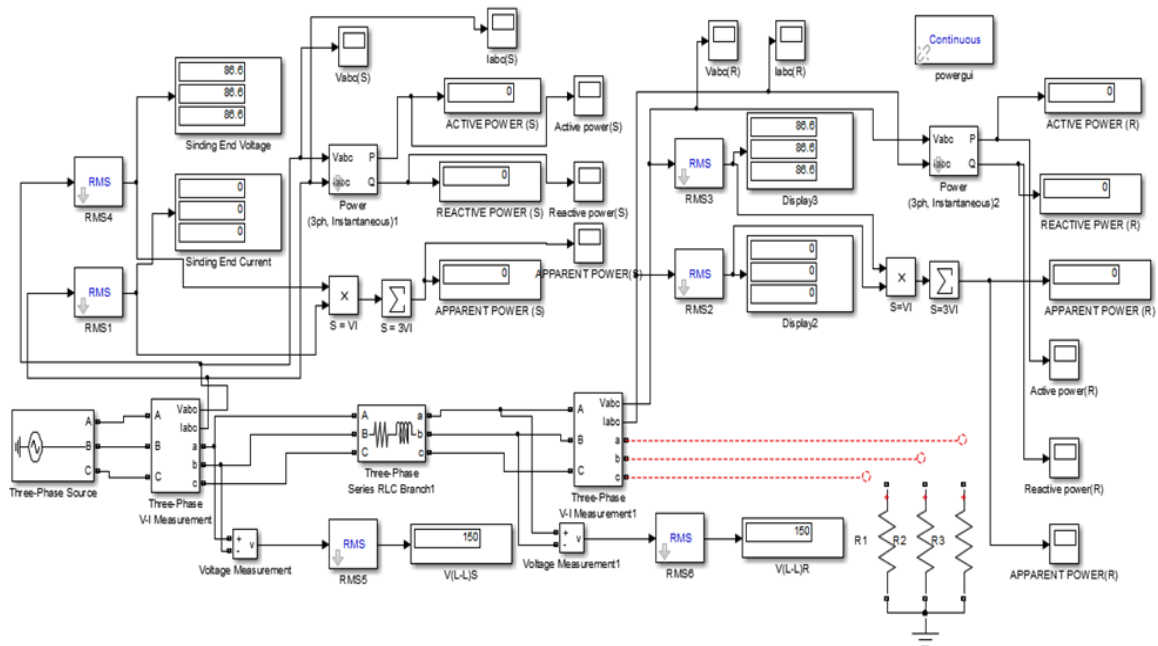 Iabc(S)
Vabc(S)
Vabc(R)
Iabc(R)
Continuous
powergui
86.6
86.6
86.6
Sinding End Voltage
0
ACTIVE POWER (S)
Active power(S)
0
ACTIVE POWER (R)
RMS
RMS4
Vabc
Iabc
P
Q
Power
(3ph, Instantaneous)1
0
REACTIVE POWER (S)
Reactive power(S)
RMS
RMS3
86.6
86.6
86.6
Display3
Vabc
Iabc
P
Q
Power
(3ph, Instantaneous)2
0
REACTIVE PWER (R)
0
0
0
Sinding End Current
RMS
RMS1
×
S = VI
∑
S = 3VI
0
APPARENT POWER (S)
APPARENT POWER(S)
RMS
RMS2
0
0
0
Display2
×
S=VI
∑
S=3VI
0
APPARENT POWER (R)
Active power(R)
A
B
C
Three-Phase Source
A
B
C
Vabc
Iabc
a
b
c
Three-Phase
V-I Measurement
A
B
C
a
b
c
Three-Phase
Series RLC Branch1
A
B
C
Vabc
Iabc
a
b
c
Three-Phase
V-I Measurement1
Reactive power(R)
+
-
v
Voltage Measurement
RMS
RMS5
150
V(L-L)S
+
-
v
Voltage Measurement1
RMS
RMS6
150
V(L-L)R
R1
R2
R3
APPARENT POWER(R)